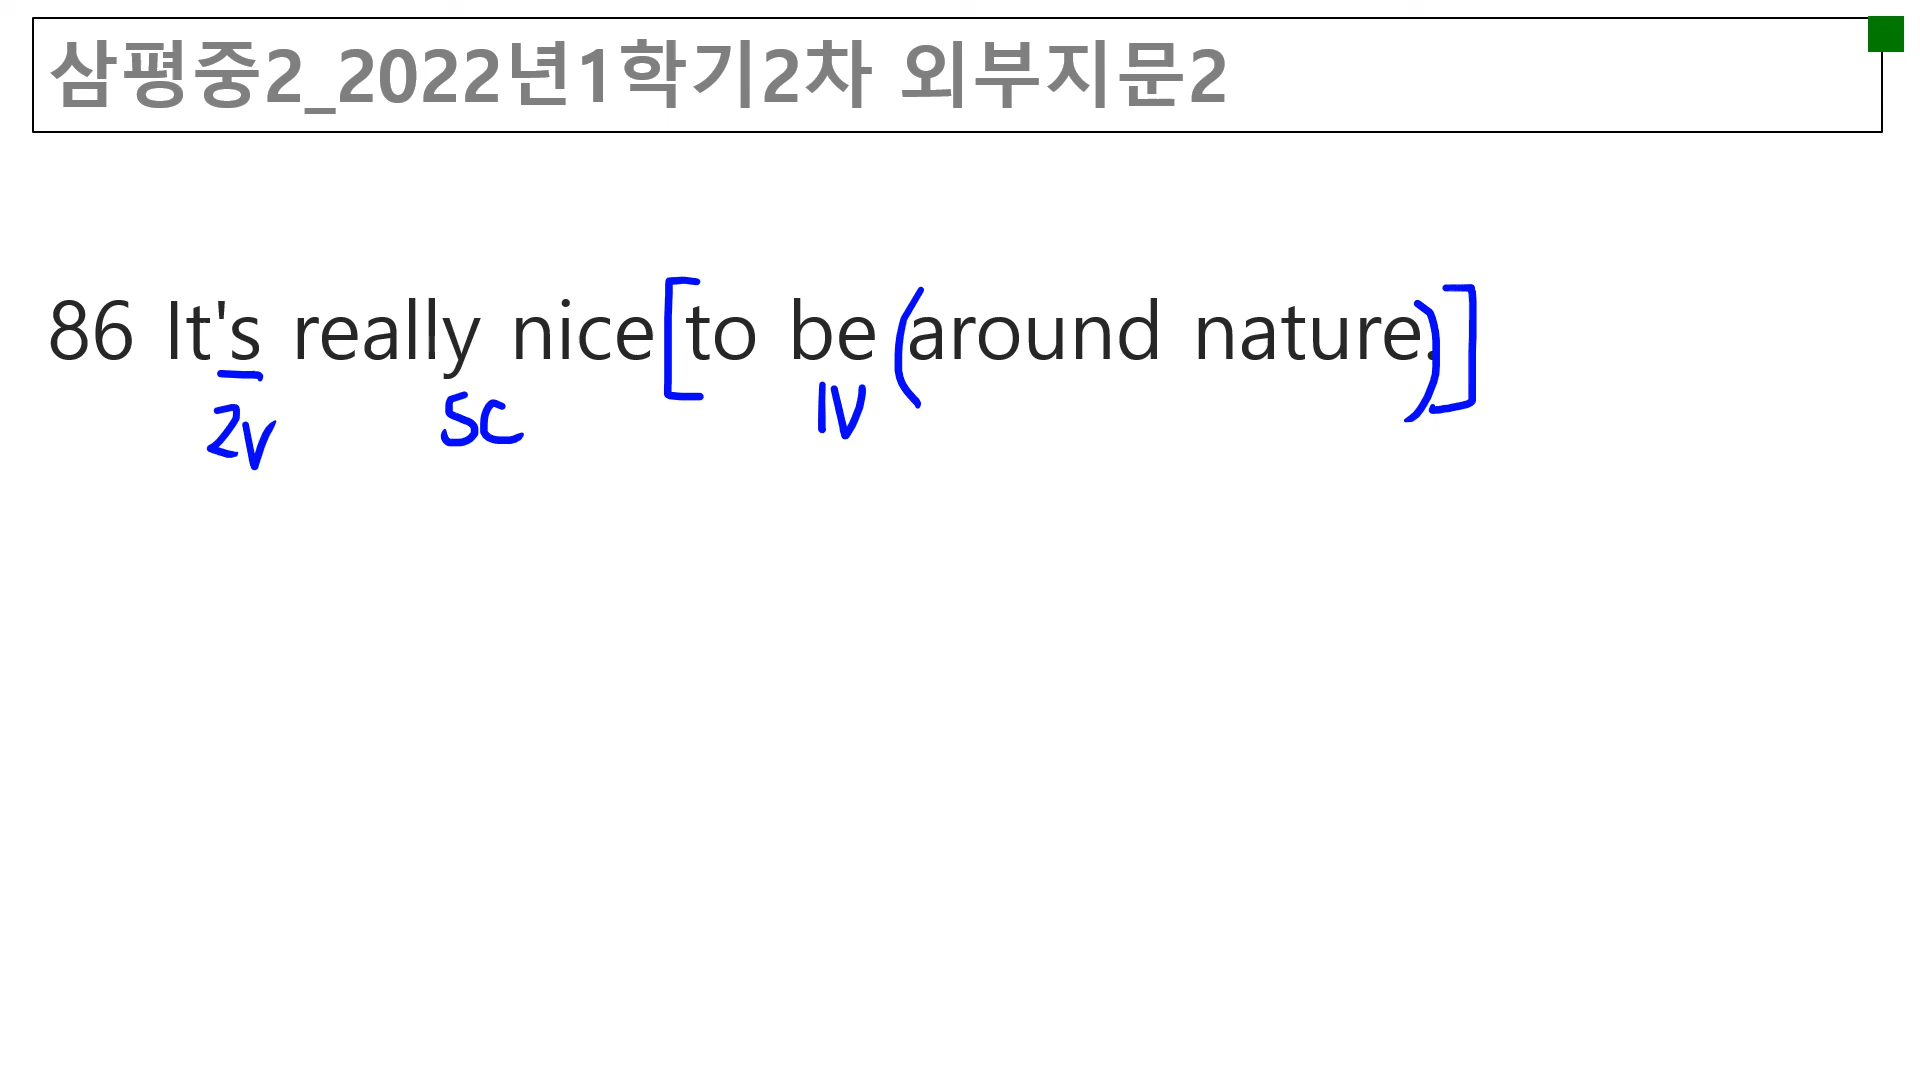 삼평중2_2022년1학기2차 외부지문2
86 It's really nice [to be (around nature.)]
2V SC 1V